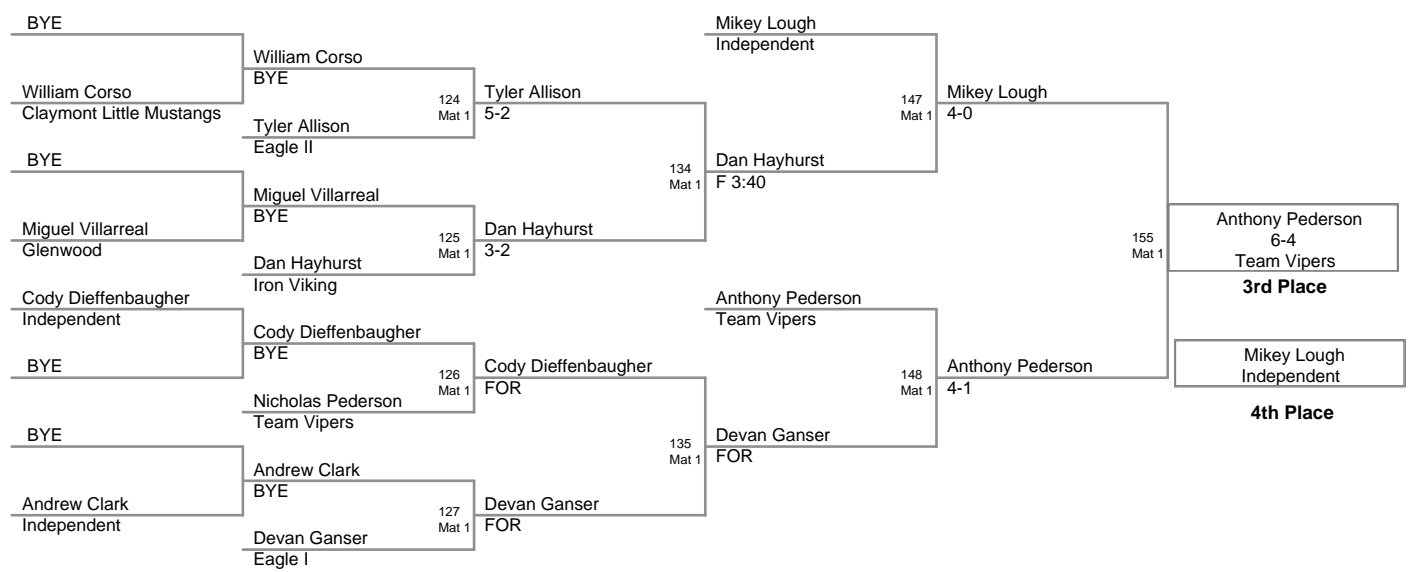 BYE
William Corso
Claymont Little Mustangs
BYE
Miguel Villarreal
Glenwood
Cody Dieffenbaugher
Independent
BYE
BYE
Andrew Clark
Independent
William Corso
BYE
Tyler Allison
Eagle II
Miguel Villarreal
BYE
Dan Hayhurst
Iron Viking
Cody Dieffenbaugher
BYE
Nicholas Pederson
Team Vipers
Andrew Clark
BYE
Devan Ganser
Eagle I
124
Mat 1
125
Mat 1
126
Mat 1
127
Mat 1
Tyler Allison
5-2
Dan Hayhurst
3-2
Cody Dieffenbaugher
FOR
Devan Ganser
FOR
134
Mat 1
135
Mat 1
Mikey Lough
Independent
Dan Hayhurst
F 3:40
Anthony Pederson
Team Vipers
Devan Ganser
FOR
147
Mat 1
148
Mat 1
Mikey Lough
4-0
Anthony Pederson
4-1
155
Mat 1
Anthony Pederson
6-4
Team Vipers
3rd Place
Mikey Lough
Independent
4th Place